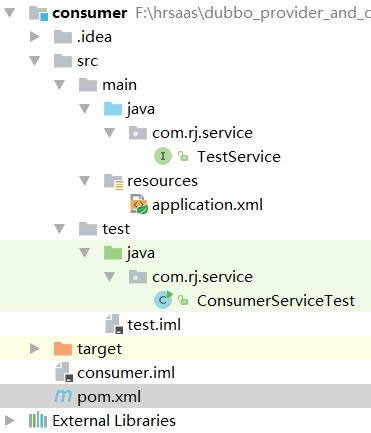 consumer F:\hrsaas\dubbo_provider_and_c
.idea
src
main
java
com.rj.service
I TestService
resources
application.xml
test
java
com.rj.service
C ConsumerServiceTest
test.iml
target
consumer.iml
m pom.xml
External Libraries